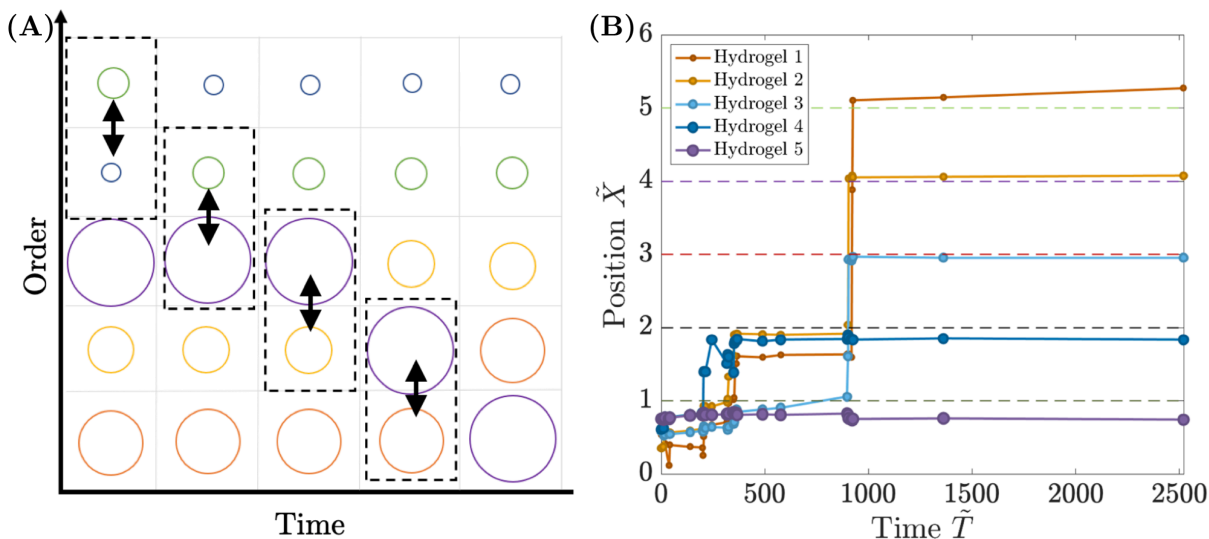 (A)
Order
Time
(B)
6
5
4
3
2
1
0
Position X̃
Hydrogel 1
Hydrogel 2
Hydrogel 3
Hydrogel 4
Hydrogel 5
0 500 1000 1500 2000 2500
Time T̃